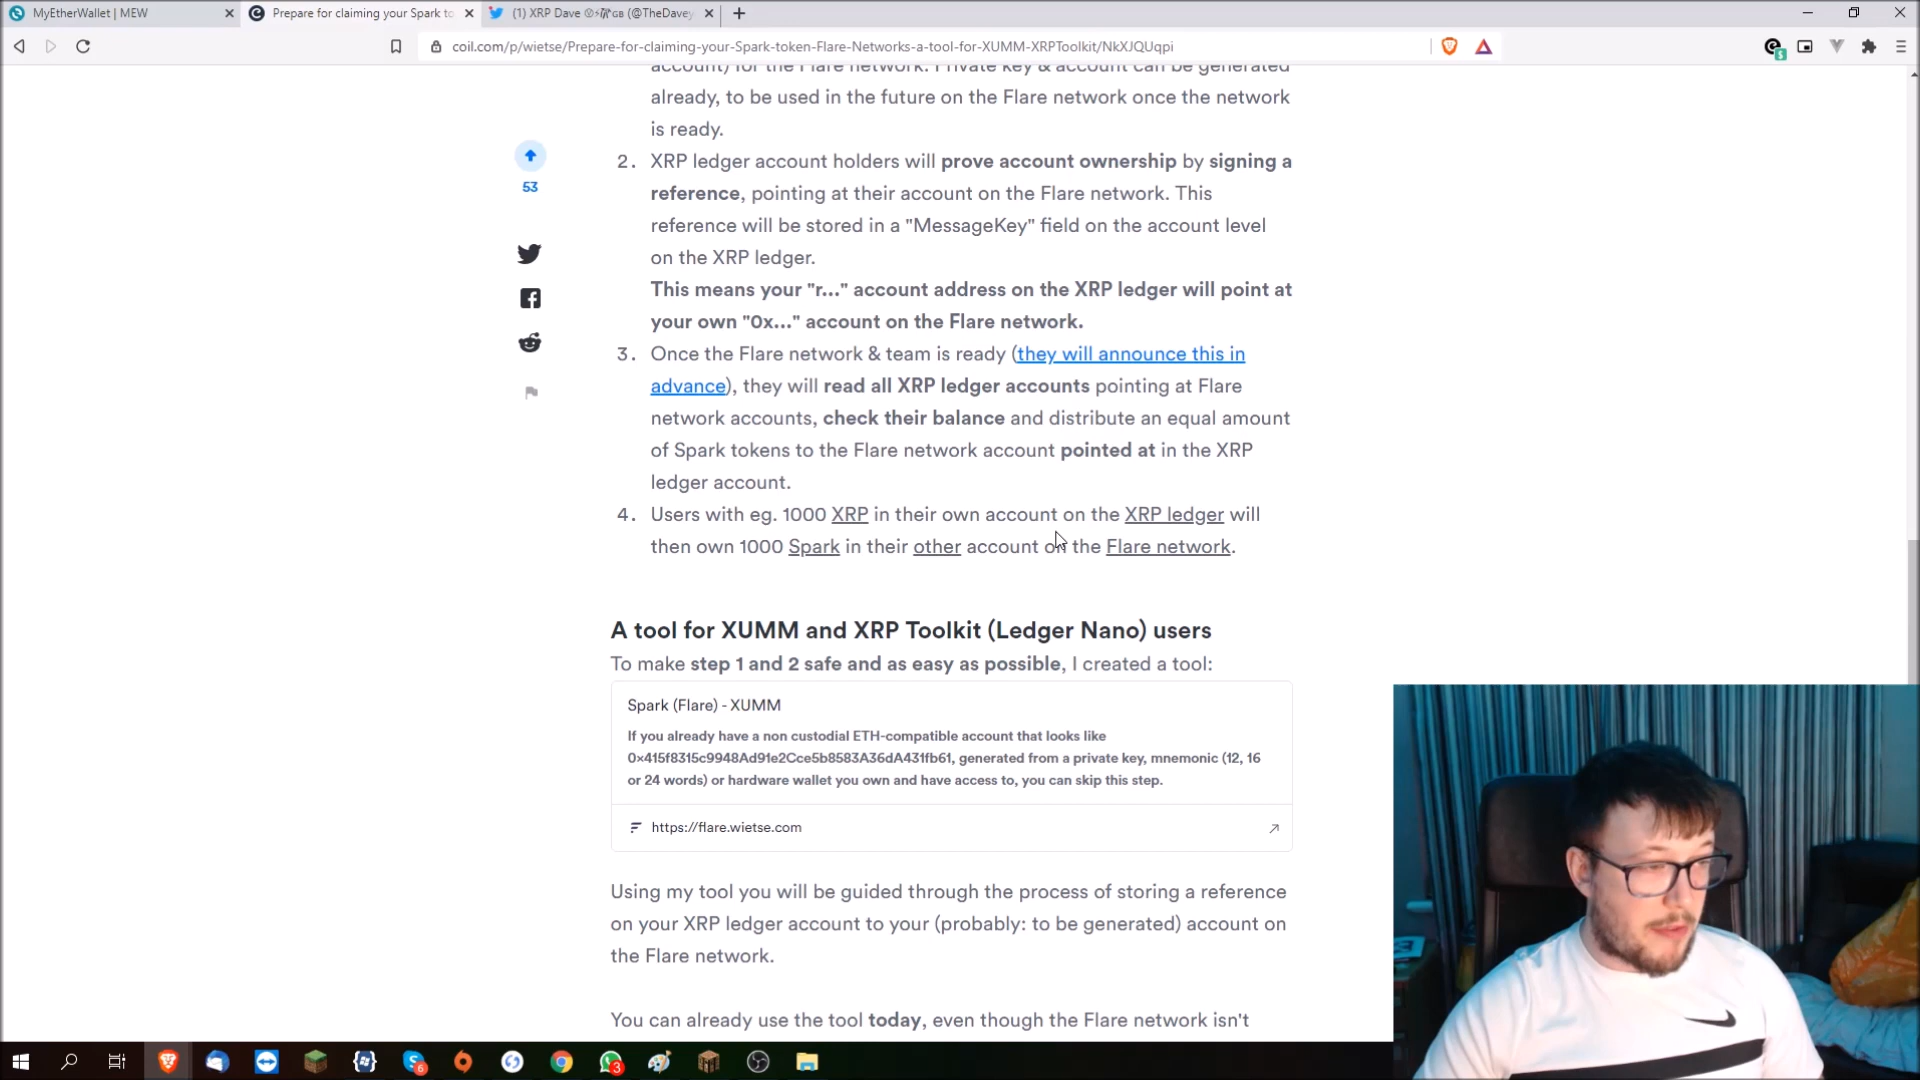 MyEtherWallet | MEW
Prepare for claiming your Spark to
(1) XRP Dave
(@TheDavey
coil.com/p/wietse/Prepare-for-claiming-your-Spark-token-Flare-Networks-a-tool-for-XUMM-XRPToolkit/NkXJQUqpi
account) for the Flare network. Private key & account can be generated
already, to be used in the future on the Flare network once the network
is ready.
2. XRP ledger account holders will prove account ownership by signing a
reference, pointing at their account on the Flare network. This
reference will be stored in a "MessageKey" field on the account level
on the XRP ledger.
This means your "r..." account address on the XRP ledger will point at
your own "0x..." account on the Flare network.
3. Once the Flare network & team is ready (they will announce this in
advance), they will read all XRP ledger accounts pointing at Flare
network accounts, check their balance and distribute an equal amount
of Spark tokens to the Flare network account pointed at in the XRP
ledger account.
4. Users with eg. 1000 XRP in their own account on the XRP ledger will
then own 1000 Spark in their other account on the Flare network.
53
A tool for XUMM and XRP Toolkit (Ledger Nano) users
To make step 1 and 2 safe and as easy as possible, I created a tool:
Spark (Flare) - XUMM
If you already have a non custodial ETH-compatible account that looks like
0x415f8315c9948Ad91e2Cce5b8583A36dA431fb61, generated from a private key, mnemonic (12, 16
or 24 words) or hardware wallet you own and have access to, you can skip this step.
https://flare.wietse.com
Using my tool you will be guided through the process of storing a reference
on your XRP ledger account to your (probably: to be generated) account on
the Flare network.
You can already use the tool today, even though the Flare network isn't
6
3